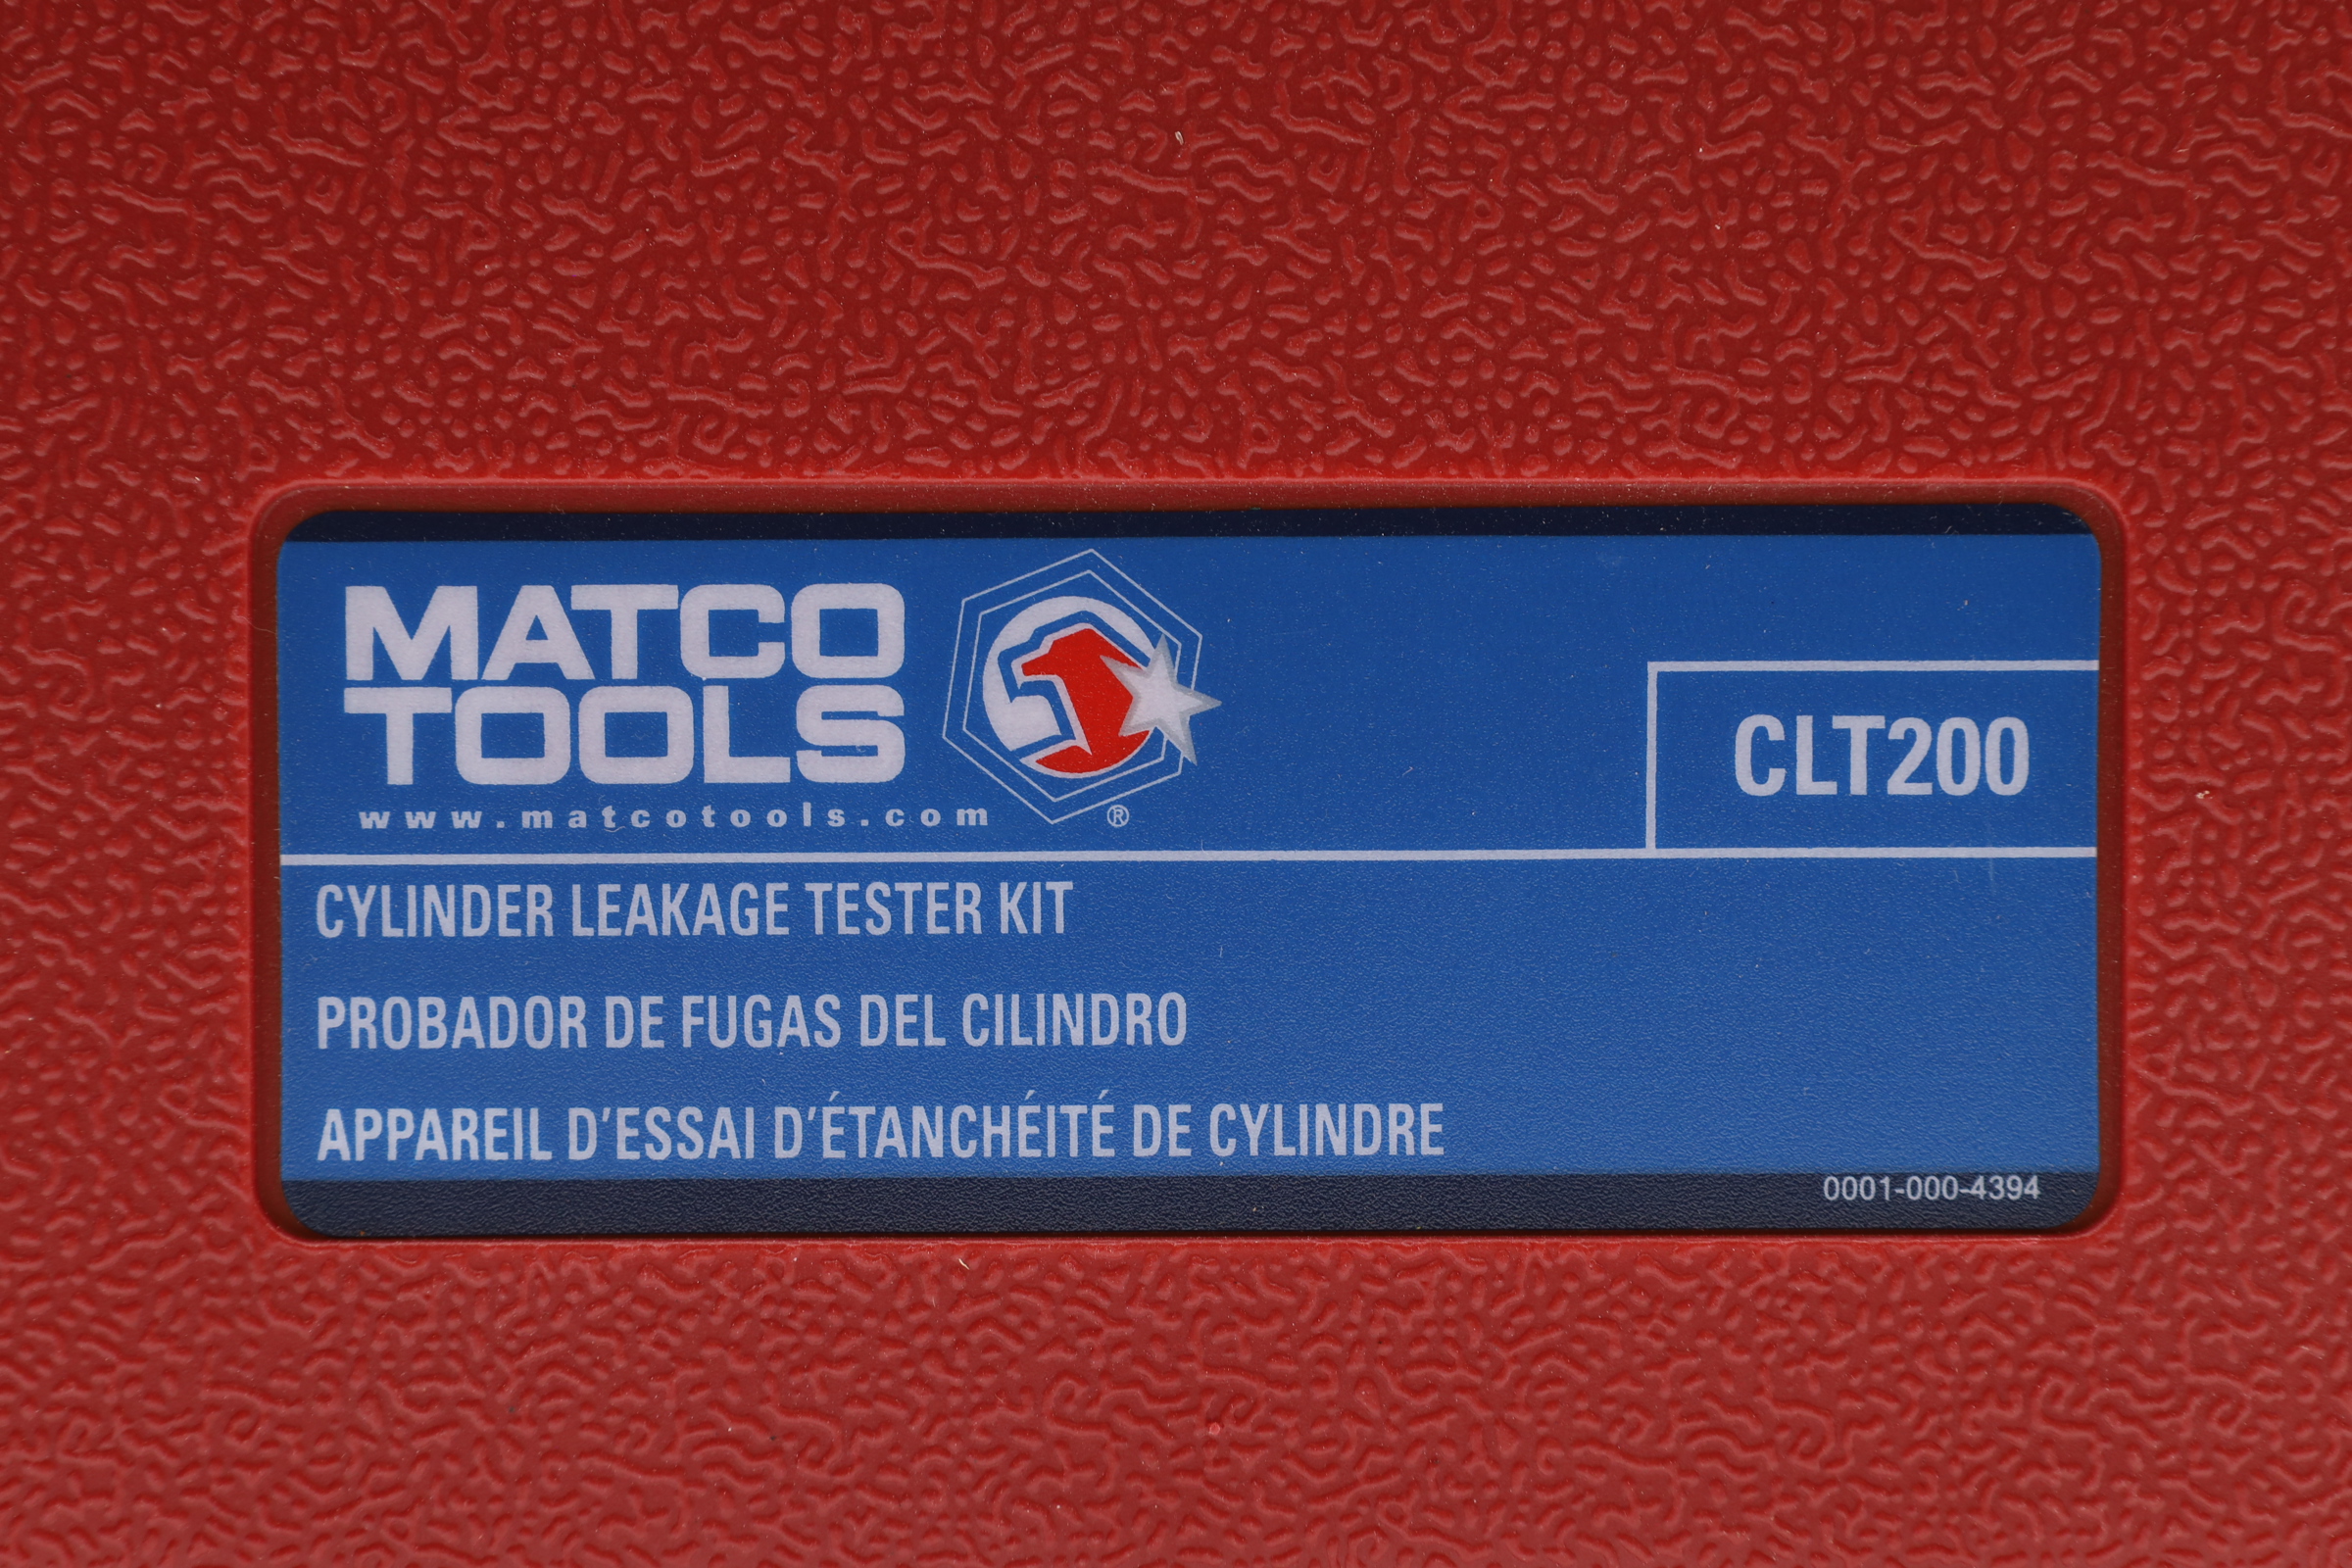 MATCO
TOOLS
www.matcotools.com
®
CLT200
CYLINDER LEAKAGE TESTER KIT
PROBADOR DE FUGAS DEL CILINDRO
APPAREIL D'ESSAI D'ÉTANCHÉITÉ DE CYLINDRE
0001-000-4394